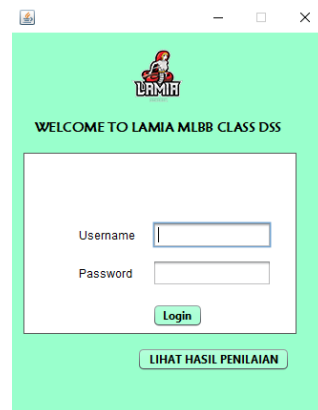 LAMIA
WELCOME TO LAMIA MLBB CLASS DSS
Username
Password
Login
LIHAT HASIL PENILAIAN